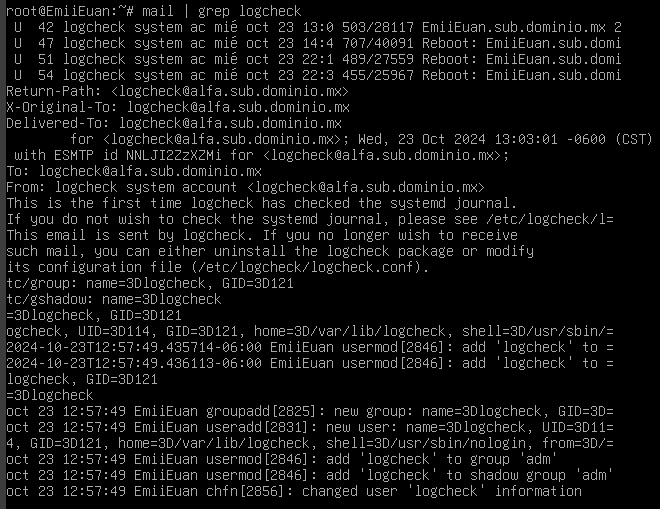 root@EmiiEuan:~# mail | grep logcheck
 U  42 logcheck system ac mié oct 23 13:0 503/28117 EmiiEuan.sub.dominio.mx 2
 U  47 logcheck system ac mié oct 23 14:4 707/40091 Reboot: EmiiEuan.sub.domi
 U  51 logcheck system ac mié oct 23 22:1 489/27559 Reboot: EmiiEuan.sub.domi
 U  54 logcheck system ac mié oct 23 22:3 455/25967 Reboot: EmiiEuan.sub.domi
Return-Path: <logcheck@alfa.sub.dominio.mx>
X-Original-To: logcheck@alfa.sub.dominio.mx
Delivered-To: logcheck@alfa.sub.dominio.mx
        for <logcheck@alfa.sub.dominio.mx>; Wed, 23 Oct 2024 13:03:01 -0600 (CST)
 with ESMTP id NNLJI2ZzXZMi for <logcheck@alfa.sub.dominio.mx>;
To: logcheck@alfa.sub.dominio.mx
From: logcheck system account <logcheck@alfa.sub.dominio.mx>
This is the first time logcheck has checked the systemd journal.
If you do not wish to check the systemd journal, please see /etc/logcheck/l=
This email is sent by logcheck. If you no longer wish to receive
such mail, you can either uninstall the logcheck package or modify
its configuration file (/etc/logcheck/logcheck.conf).
tc/group: name=3Dlogcheck, GID=3D121
tc/gshadow: name=3Dlogcheck
=3Dlogcheck, GID=3D121
ogcheck, UID=3D114, GID=3D121, home=3D/var/lib/logcheck, shell=3D/usr/sbin/=
2024-10-23T12:57:49.435714-06:00 EmiiEuan usermod[2846]: add 'logcheck' to =
2024-10-23T12:57:49.436113-06:00 EmiiEuan usermod[2846]: add 'logcheck' to =
logcheck, GID=3D121
=3Dlogcheck
oct 23 12:57:49 EmiiEuan groupadd[2825]: new group: name=3Dlogcheck, GID=3D=
oct 23 12:57:49 EmiiEuan useradd[2831]: new user: name=3Dlogcheck, UID=3D11=
4, GID=3D121, home=3D/var/lib/logcheck, shell=3D/usr/sbin/nologin, from=3D/=
oct 23 12:57:49 EmiiEuan usermod[2846]: add 'logcheck' to group 'adm'
oct 23 12:57:49 EmiiEuan usermod[2846]: add 'logcheck' to shadow group 'adm'
oct 23 12:57:49 EmiiEuan chfn[2856]: changed user 'logcheck' information